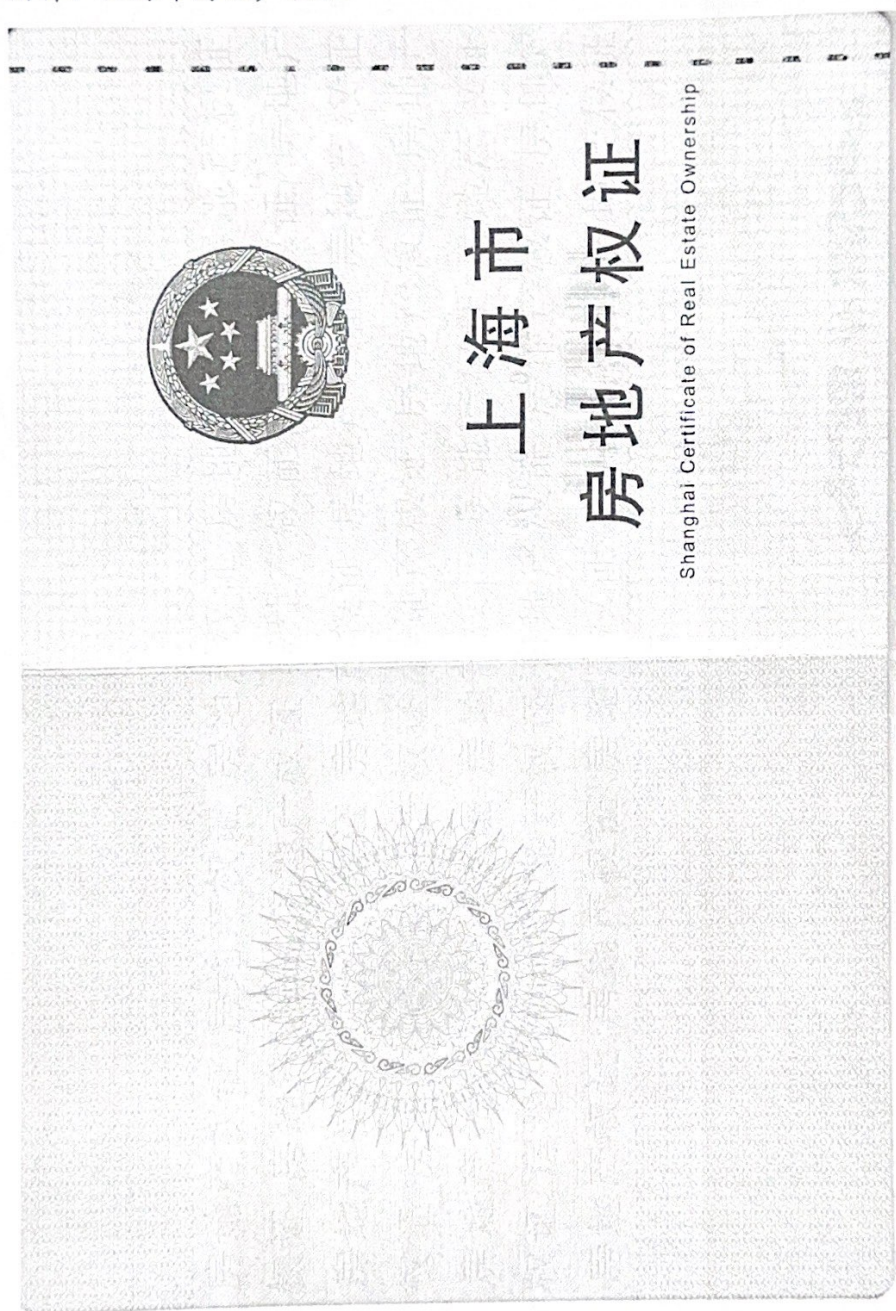 上海市
房地产权证
Shanghai Certificate of Real Estate Ownership